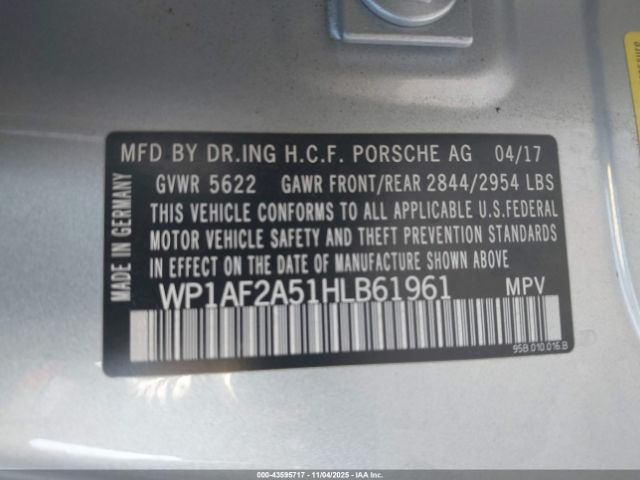 MFD BY DR.ING H.C.F. PORSCHE AG 04/17
GVWR 5622 GAWR FRONT/REAR 2844/2954 LBS
THIS VEHICLE CONFORMS TO ALL APPLICABLE U.S.FEDERAL
MOTOR VEHICLE SAFETY AND THEFT PREVENTION STANDARDS
IN EFFECT ON THE DATE OF MANUFACTURE SHOWN ABOVE
WP1AF2A51HLB61961 MPV
95B.010.016.B
MADE IN GERMANY
000-43595717 - 11/04/2025 - IAAI.COM